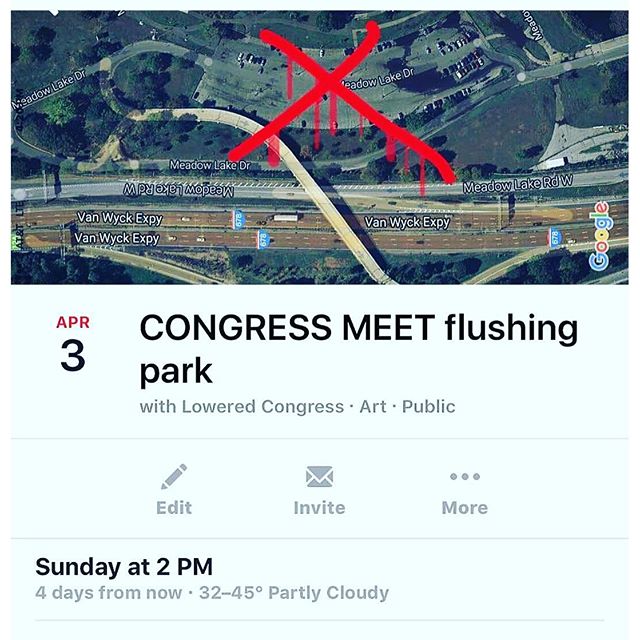 Meadow
Meadow Lake Dr
Meadow Lake Dr
Meadow Lake Dr
Meadow Lake Rd W
Meadow Lake Rd W
Van Wyck Expy
678
Van Wyck Expy
Van Wyck Expy
678
678
Google
APR
3
CONGRESS MEET flushing
park
with Lowered Congress · Art · Public
Edit
Invite
More
Sunday at 2 PM
4 days from now · 32–45° Partly Cloudy